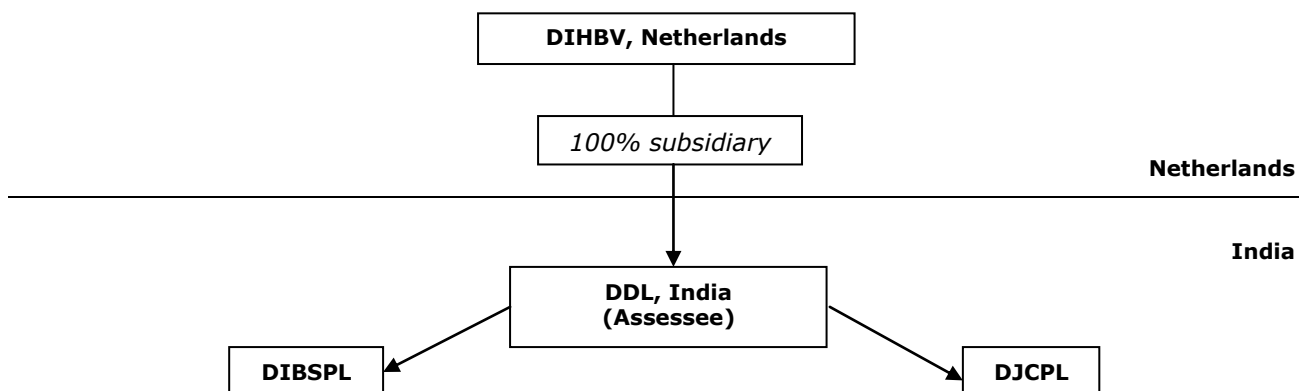 DIHBV, Netherlands
100% subsidiary
Netherlands
India
DDL, India
(Assessee)
DIBSPL
DJCPL